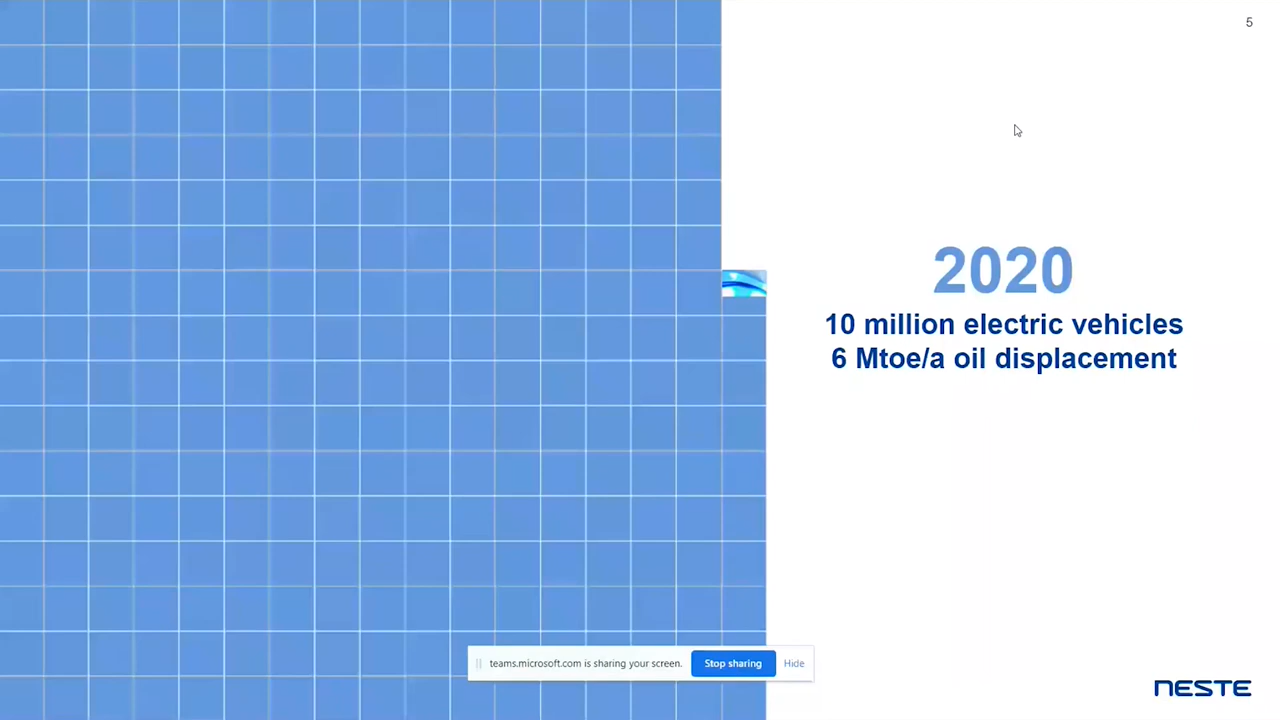 5
2020
10 million electric vehicles
6 Mtoe/a oil displacement
teams.microsoft.com is sharing your screen.
Stop sharing
Hide
NESTE